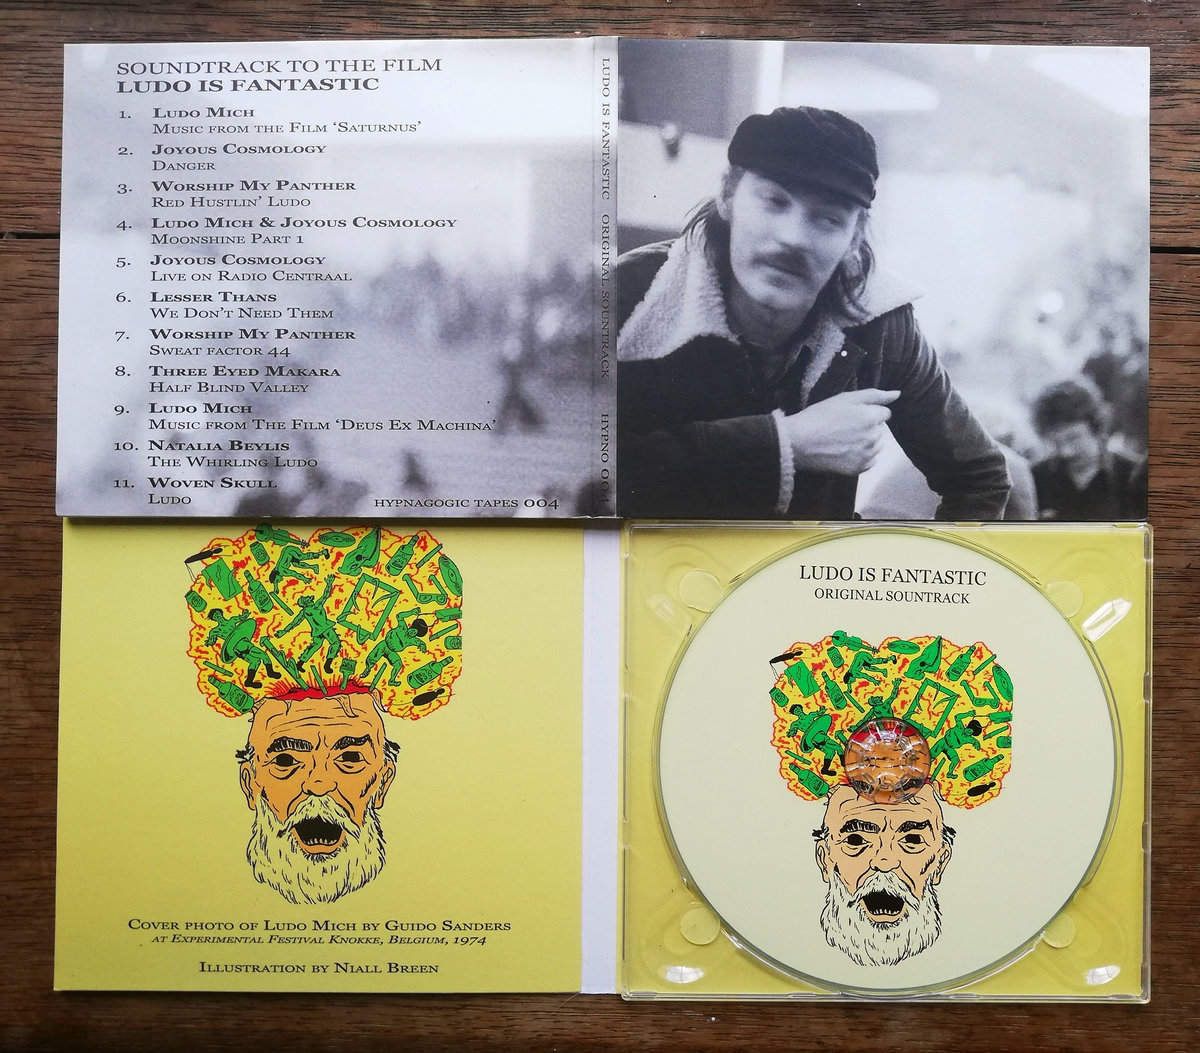 SOUNDTRACK TO THE FILM
LUDO IS FANTASTIC
1. LUDO MICH
MUSIC FROM THE FILM ‘SATURNUS’
2. JOYOUS COSMOLOGY
DANGER
3. WORSHIP MY PANTHER
RED HUSTLIN’ LUDO
4. LUDO MICH & JOYOUS COSMOLOGY
MOONSHINE PART 1
5. JOYOUS COSMOLOGY
LIVE ON RADIO CENTRAAL
6. LESSER THANS
WE DON’T NEED THEM
7. WORSHIP MY PANTHER
SWEAT FACTOR 44
8. THREE EYED MAKARA
HALF BLIND VALLEY
9. LUDO MICH
MUSIC FROM THE FILM ‘DEUS EX MACHINA’
10. NATALIA BEYLIS
THE WHIRLING LUDO
11. WOVEN SKULL
LUDO
HYPNAGOGIC TAPES 004
LUDO IS FANTASTIC ORIGINAL SOUNTRACK HYPNO 004
COVER PHOTO OF LUDO MICH BY GUIDO SANDERS
AT EXPERIMENTAL FESTIVAL KNOKKE, BELGIUM, 1974
ILLUSTRATION BY NIALL BREEN
LUDO IS FANTASTIC
ORIGINAL SOUNTRACK